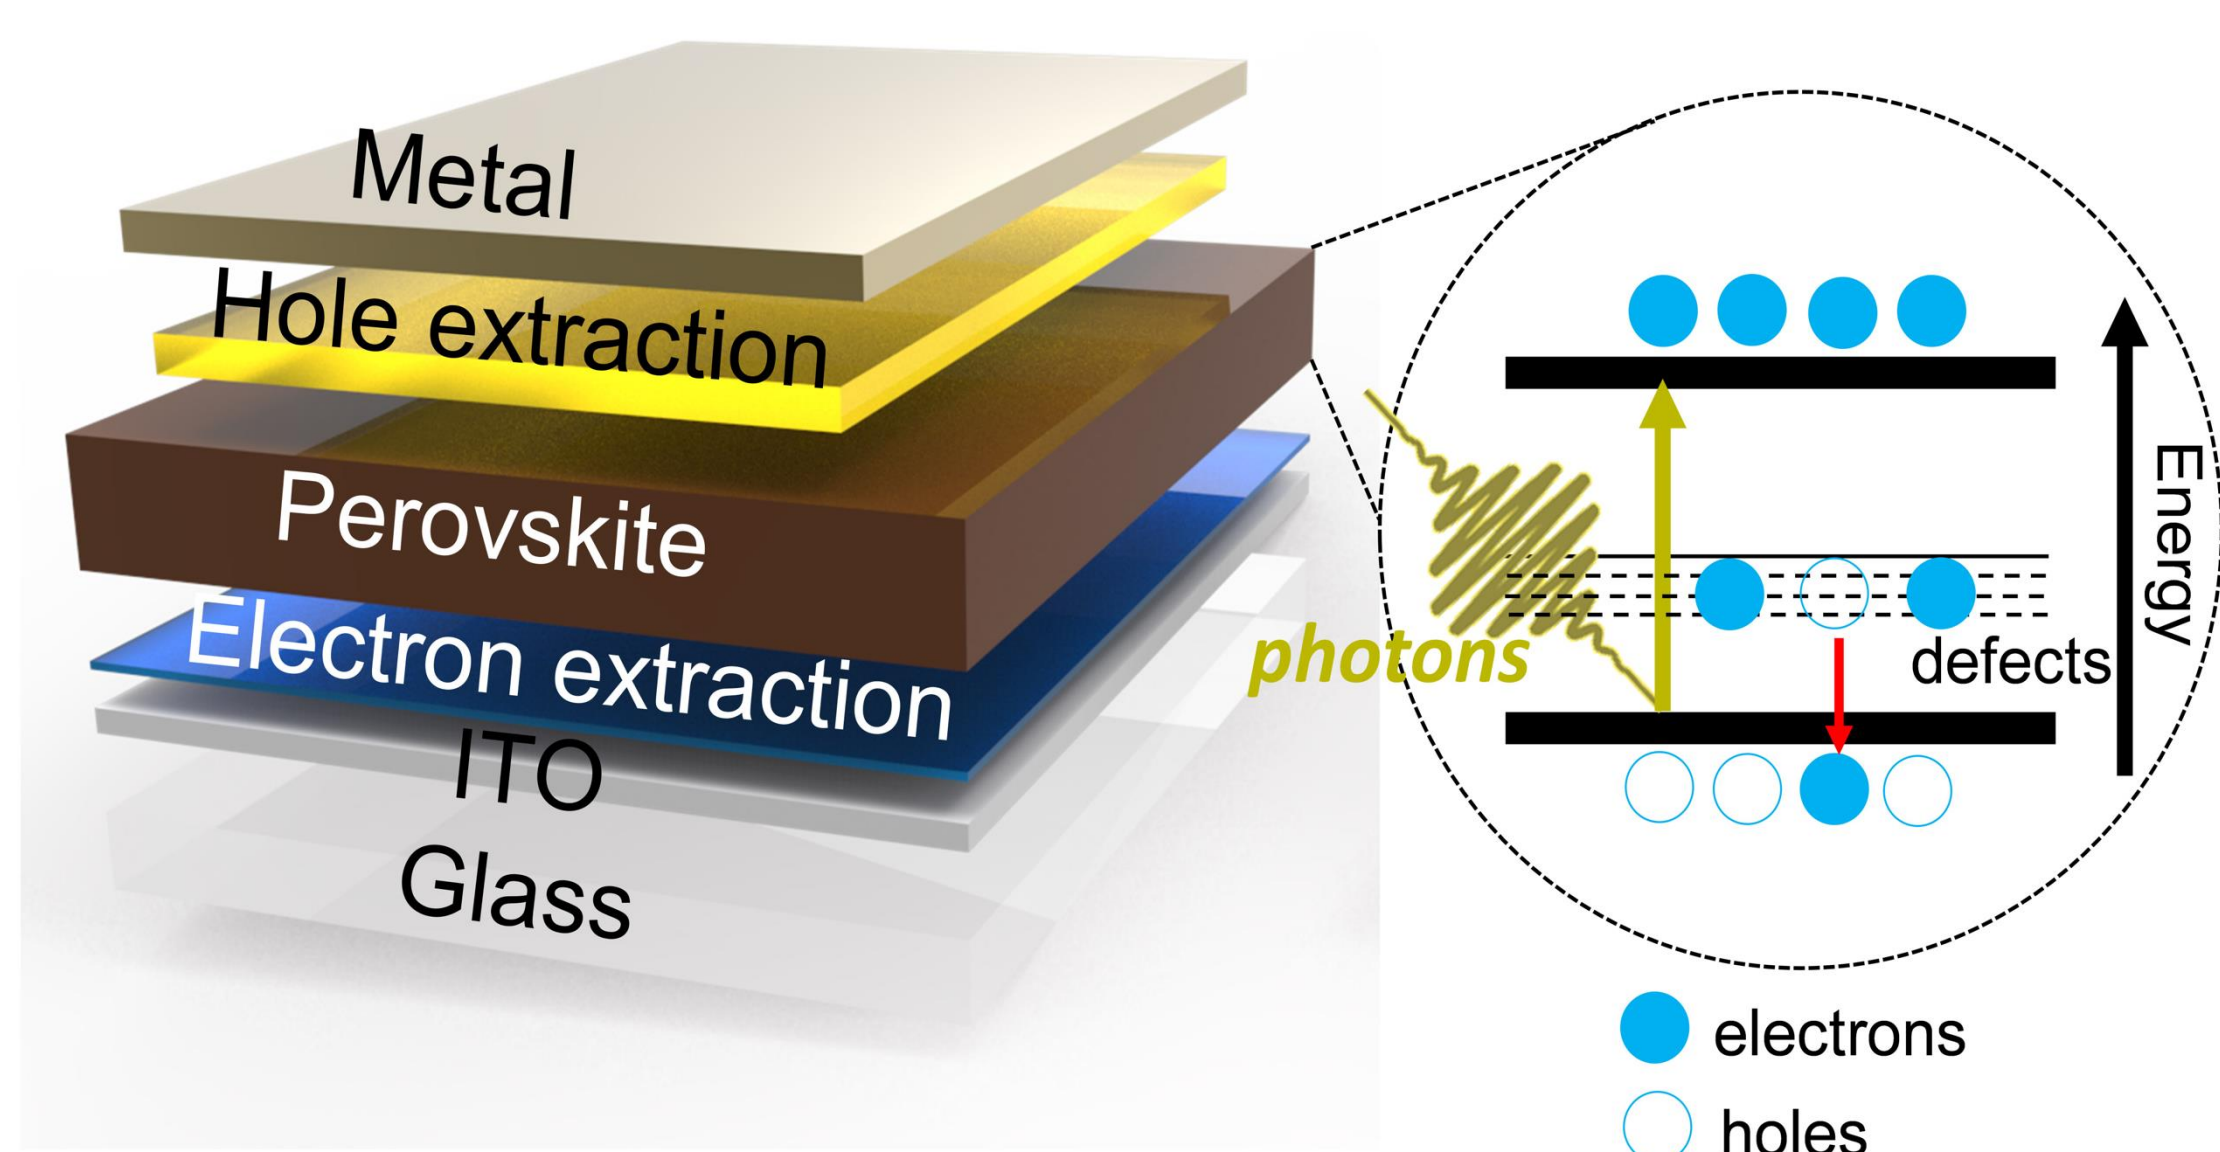 Metal
Hole extraction
Perovskite
Electron extraction
ITO
Glass
photons
defects
Energy
electrons
holes